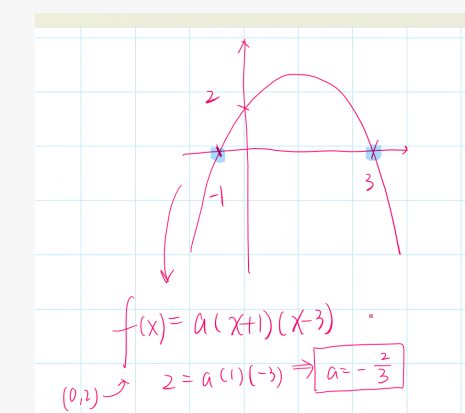 2
-1
3
f(x) = a(x+1)(x-3)
(0,2)
2 = a(1)(-3) ⇒ a = -2/3